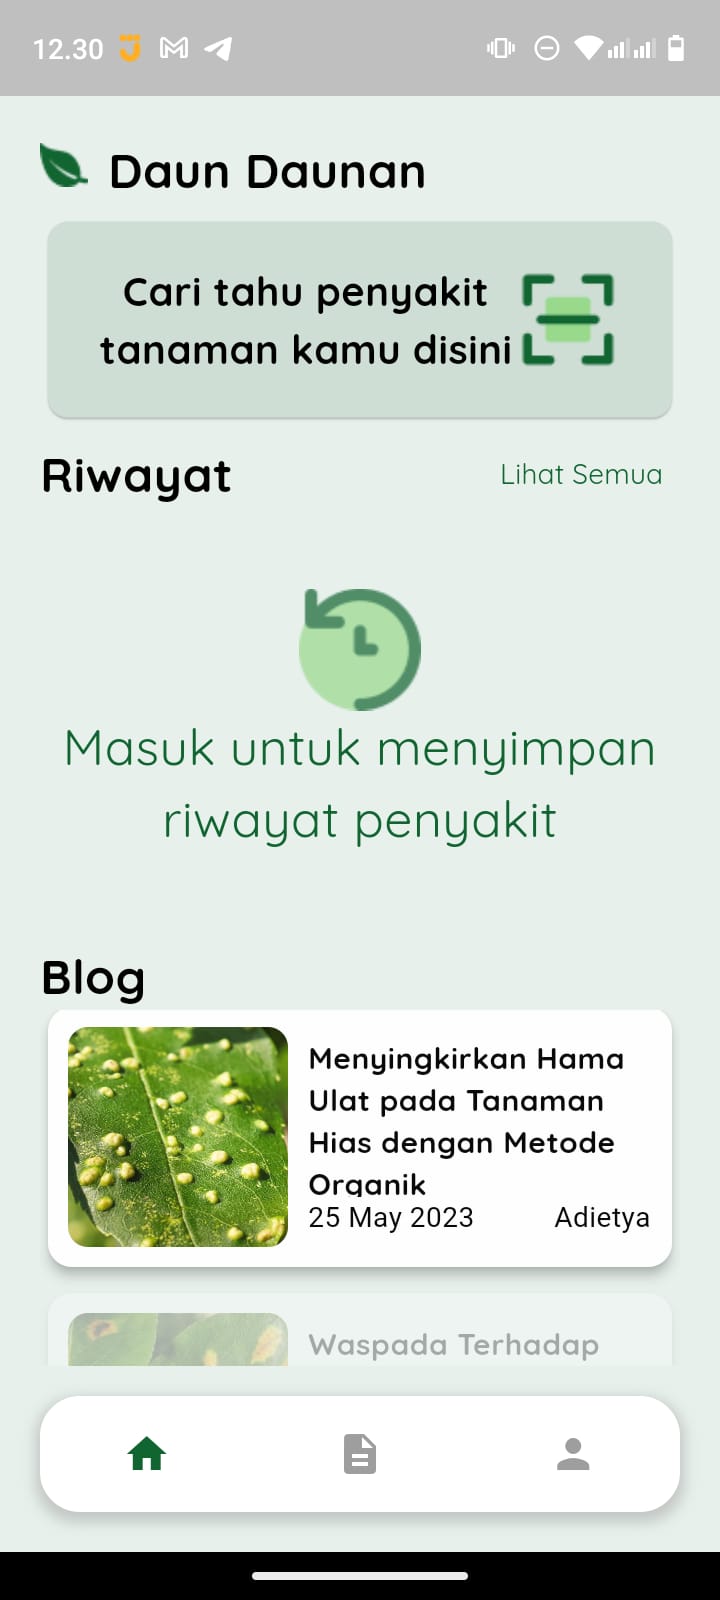 12.30
Daun Daunan
Cari tahu penyakit
tanaman kamu disini
Riwayat
Lihat Semua
Masuk untuk menyimpan
riwayat penyakit
Blog
Menyingkirkan Hama
Ulat pada Tanaman
Hias dengan Metode
Organik
25 May 2023
Adietya
Waspada Terhadap